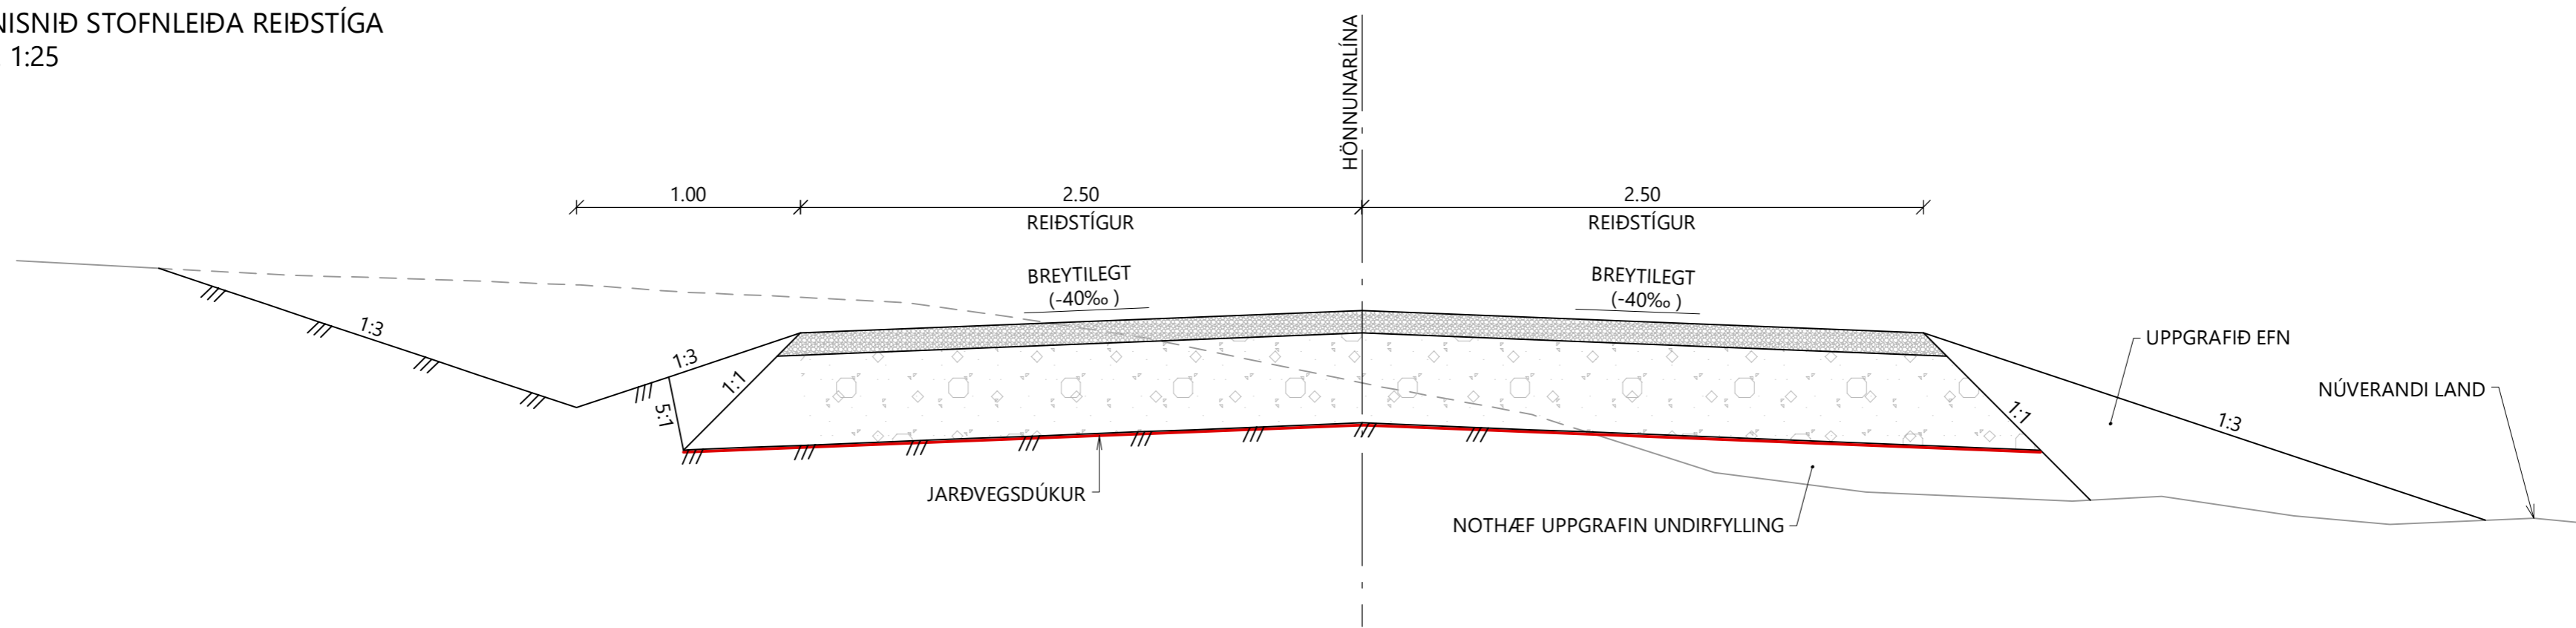 NISNIÐ STOFNLEIÐA REIÐSTÍGA
1:25
HÖNNUNARLÍNA
1.00
2.50
2.50
REIÐSTÍGUR
REIÐSTÍGUR
BREYTILEGT
(-40‰ )
BREYTILEGT
(-40‰ )
1:3
1:3
1:1
5:1
1:1
1:3
UPPGRAFIÐ EFN
NÚVERANDI LAND
JARÐVEGSDÚKUR
NOTHÆF UPPGRAFIN UNDIRFYLLING